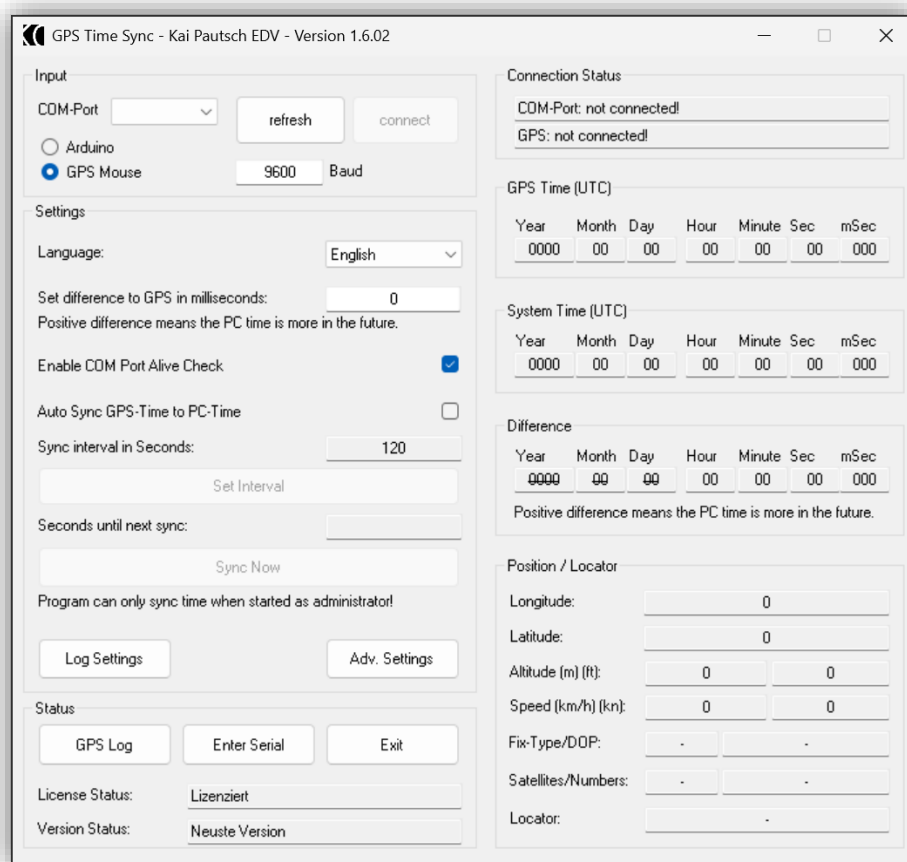 GPS Time Sync - Kai Pautsch EDV - Version 1.6.02
Input
COM-Port
refresh
connect
Arduino
GPS Mouse
9600 Baud
Settings
Language: English
Set difference to GPS in milliseconds: 0
Positive difference means the PC time is more in the future.
Enable COM Port Alive Check
Auto Sync GPS-Time to PC-Time
Sync interval in Seconds: 120
Set Interval
Seconds until next sync:
Sync Now
Program can only sync time when started as administrator!
Log Settings Adv. Settings
Status
GPS Log Enter Serial Exit
License Status: Lizenziert
Version Status: Neuste Version
Connection Status
COM-Port: not connected!
GPS: not connected!
GPS Time (UTC)
Year Month Day Hour Minute Sec mSec
0000 00 00 00 00 00 000
System Time (UTC)
Year Month Day Hour Minute Sec mSec
0000 00 00 00 00 00 000
Difference
Year Month Day Hour Minute Sec mSec
0000 00 00 00 00 00 000
Positive difference means the PC time is more in the future.
Position / Locator
Longitude: 0
Latitude: 0
Altitude (m) (ft): 0 0
Speed (km/h) (kn): 0 0
Fix-Type/DOP: - -
Satellites/Numbers: - -
Locator: -